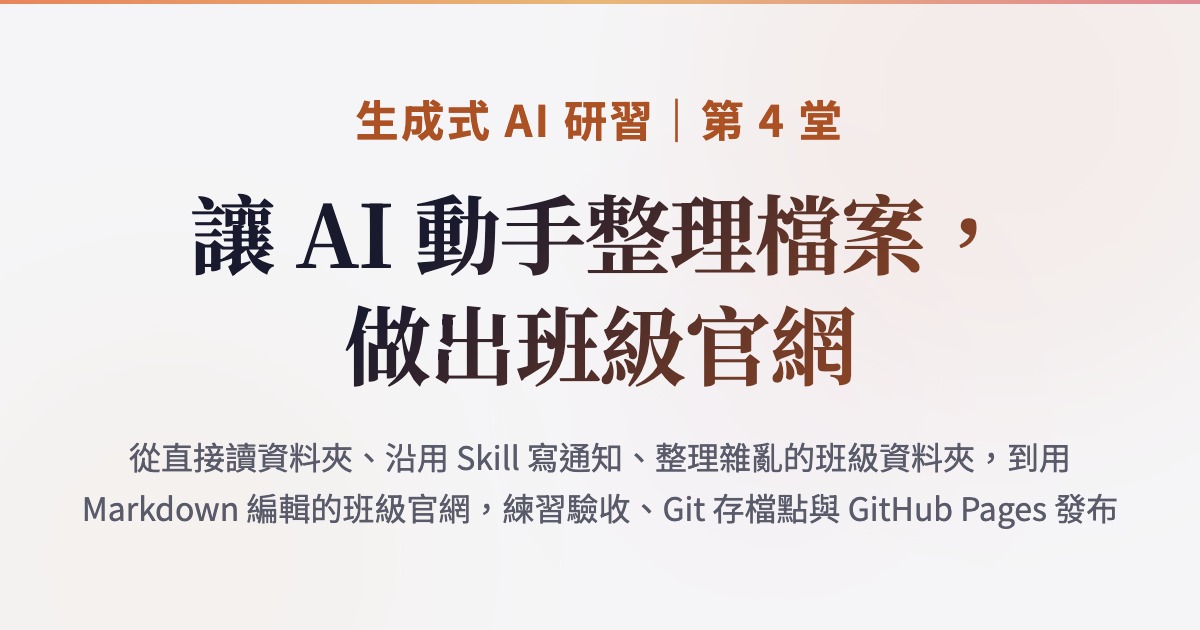 生成式 AI 研習｜第 4 堂
讓 AI 動手整理檔案，
做出班級官網
從直接讀資料夾、沿用 Skill 寫通知、整理雜亂的班級資料夾，到用
Markdown 編輯的班級官網，練習驗收、Git 存檔點與 GitHub Pages 發布